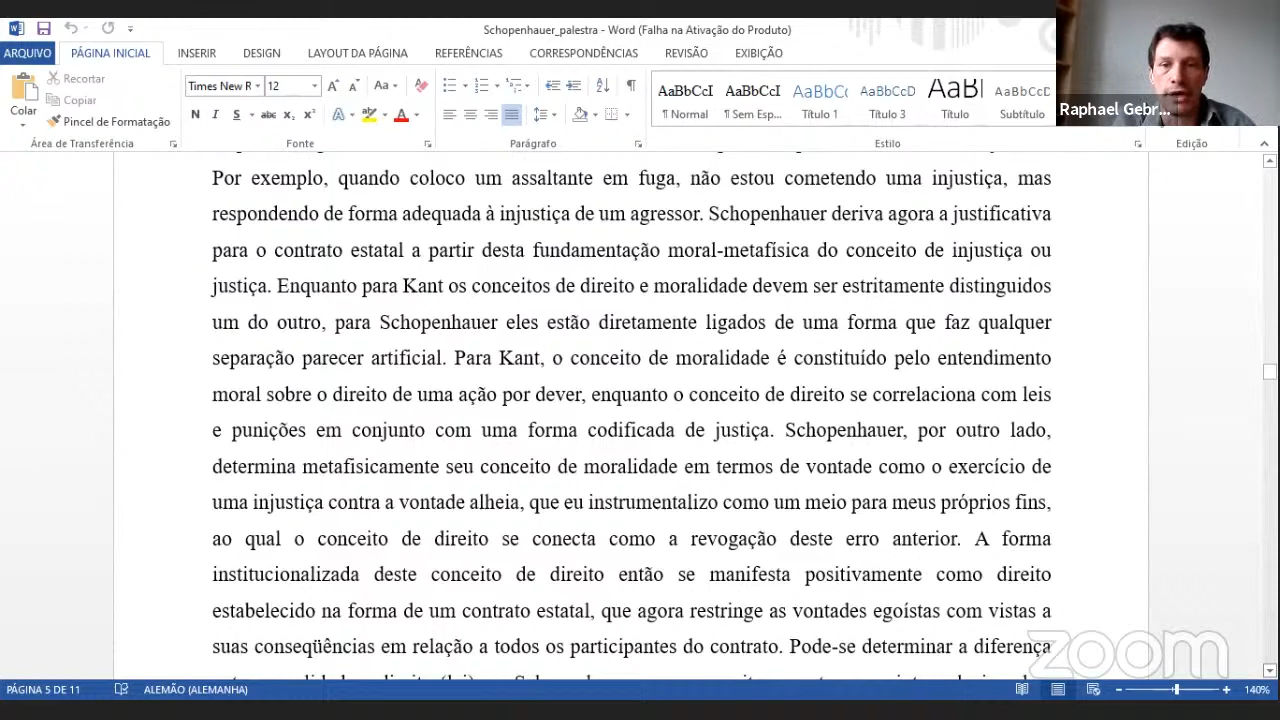 Schopenhauer_palestra - Word (Falha na Ativação do Produto)
ARQUIVO PÁGINA INICIAL INSERIR DESIGN LAYOUT DA PÁGINA REFERÊNCIAS CORRESPONDÊNCIAS REVISÃO EXIBIÇÃO
Colar
Recortar
Copiar
Pincel de Formatação
Área de Transferência
Times New R 12
N I S abc x₂ x² A A
Fonte
Parágrafo
AaBbCcI AaBbCcI AaBbCc AaBbCcD AaBl AaBbCcD
¶ Normal ¶ Sem Esp... Título 1 Título 3 Título Subtítulo
Estilo
Edição
Raphael Gebr...
Por exemplo, quando coloco um assaltante em fuga, não estou cometendo uma injustiça, mas
respondendo de forma adequada à injustiça de um agressor. Schopenhauer deriva agora a justificativa
para o contrato estatal a partir desta fundamentação moral-metafísica do conceito de injustiça ou
justiça. Enquanto para Kant os conceitos de direito e moralidade devem ser estritamente distinguidos
um do outro, para Schopenhauer eles estão diretamente ligados de uma forma que faz qualquer
separação parecer artificial. Para Kant, o conceito de moralidade é constituído pelo entendimento
moral sobre o direito de uma ação por dever, enquanto o conceito de direito se correlaciona com leis
e punições em conjunto com uma forma codificada de justiça. Schopenhauer, por outro lado,
determina metafisicamente seu conceito de moralidade em termos de vontade como o exercício de
uma injustiça contra a vontade alheia, que eu instrumentalizo como um meio para meus próprios fins,
ao qual o conceito de direito se conecta como a revogação deste erro anterior. A forma
institucionalizada deste conceito de direito então se manifesta positivamente como direito
estabelecido na forma de um contrato estatal, que agora restringe as vontades egoístas com vistas a
suas conseqüências em relação a todos os participantes do contrato. Pode-se determinar a diferença
zoom
PÁGINA 5 DE 11 ALEMÃO (ALEMANHA) 140%